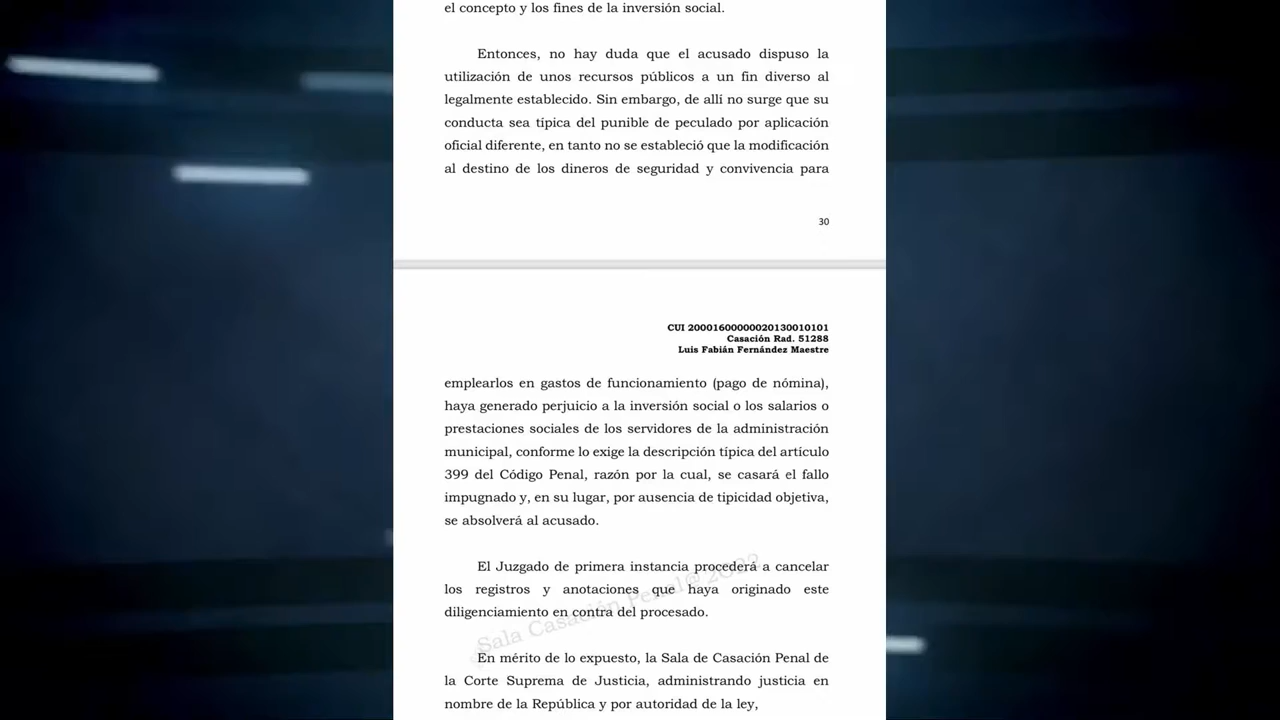 el concepto y los fines de la inversión social.
Entonces, no hay duda que el acusado dispuso la
utilización de unos recursos públicos a un fin diverso al
legalmente establecido. Sin embargo, de allí no surge que su
conducta sea típica del punible de peculado por aplicación
oficial diferente, en tanto no se estableció que la modificación
al destino de los dineros de seguridad y convivencia para
30
CUI 20001600000020130010101
Casación Rad. 51288
Luis Fabián Fernández Maestre
emplearlos en gastos de funcionamiento (pago de nómina),
haya generado perjuicio a la inversión social o los salarios o
prestaciones sociales de los servidores de la administración
municipal, conforme lo exige la descripción típica del artículo
399 del Código Penal, razón por la cual, se casará el fallo
impugnado y, en su lugar, por ausencia de tipicidad objetiva,
se absolverá al acusado.
El Juzgado de primera instancia procederá a cancelar
los registros y anotaciones que haya originado este
diligenciamiento en contra del procesado.
Sala Casación Penal@ 2022
En mérito de lo expuesto, la Sala de Casación Penal de
la Corte Suprema de Justicia, administrando justicia en
nombre de la República y por autoridad de la ley,